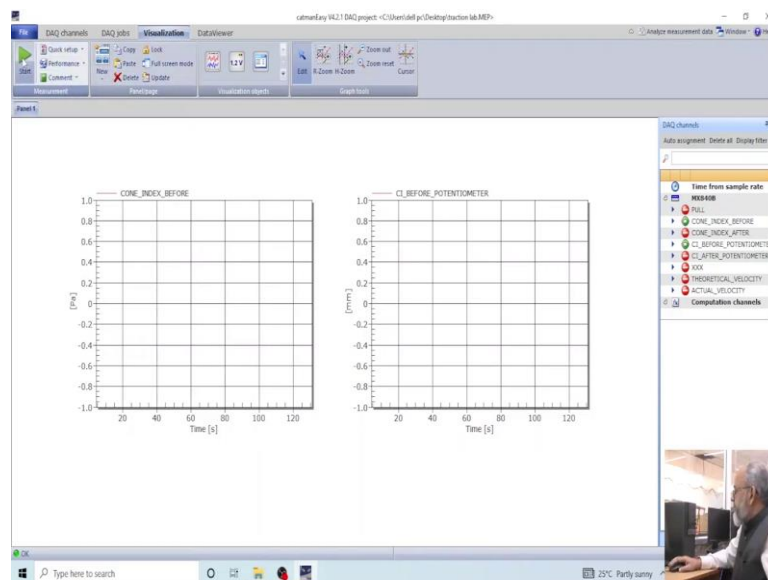 catmanEasy V4.2.1 DAQ project: <C:\Users\dell pc\Desktop\traction lab.MEP>
File DAQ channels DAQ jobs Visualization DataViewer
Analyze measurement data Window
Start
Quick setup
Performance
Comment
Measurement
New
Copy Lock
Paste Full screen mode
Delete Update
Panel/page
1.2 V
Visualization objects
Edit
R-Zoom H-Zoom
Zoom out
Zoom reset
Cursor
Graph tools
Panel 1
CONE_INDEX_BEFORE
1.0
0.8
0.6
0.4
0.2
0
-0.2
-0.4
-0.6
-0.8
-1.0
[Pa]
20 40 60 80 100 120
Time [s]
CI_BEFORE_POTENTIOMETER
1.0
0.8
0.6
0.4
0.2
0
-0.2
-0.4
-0.6
-0.8
-1.0
[mm]
20 40 60 80 100 120
Time [s]
DAQ channels
Auto assignment Delete all Display filter
Time from sample rate
MX840B
PULL
CONE_INDEX_BEFORE
CONE_INDEX_AFTER
CI_BEFORE_POTENTIOMETE
CI_AFTER_POTENTIOMETER
XXX
THEORETICAL_VELOCITY
ACTUAL_VELOCITY
Computation channels
OK
Type here to search
25°C Partly sunny